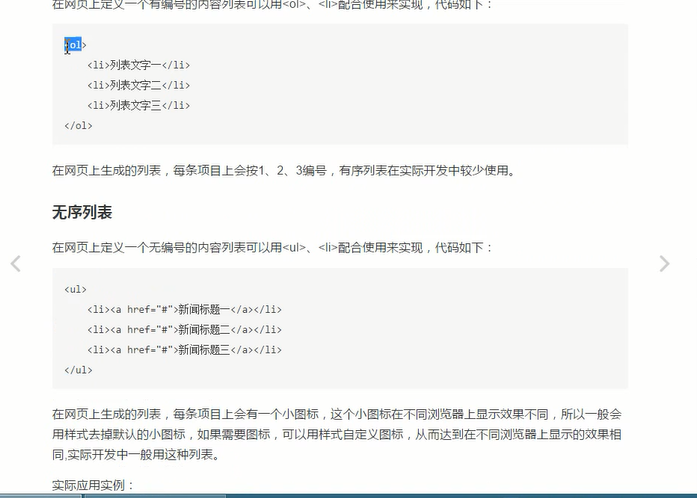 在网页上定义一个有编号的内容列表可以用<ol>、<li>配合使用来实现，代码如下：
<ol>
<li>列表文字一</li>
<li>列表文字二</li>
<li>列表文字三</li>
</ol>
在网页上生成的列表，每条项目上会按1、2、3编号，有序列表在实际开发中较少使用。
无序列表
在网页上定义一个无编号的内容列表可以用<ul>、<li>配合使用来实现，代码如下：
<ul>
<li><a href="#">新闻标题一</a></li>
<li><a href="#">新闻标题二</a></li>
<li><a href="#">新闻标题三</a></li>
</ul>
在网页上生成的列表，每条项目上会有一个小图标，这个小图标在不同浏览器上显示效果不同，所以一般会
用样式去掉默认的小图标，如果需要图标，可以用样式自定义图标，从而达到在不同浏览器上显示的效果相
同,实际开发中一般用这种列表。
实际应用实例：